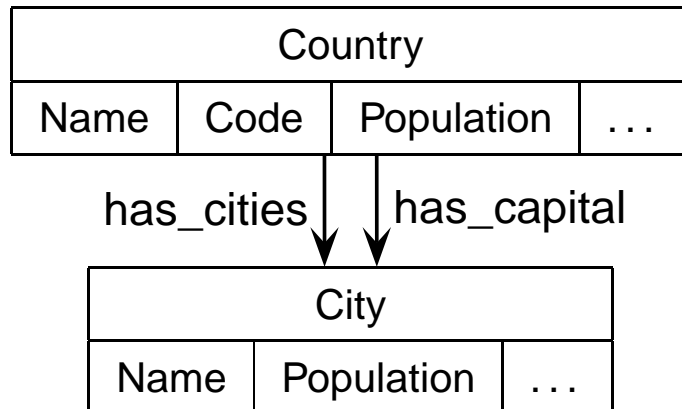 Country
Name Code Population ...
has_cities has_capital
City
Name Population ...